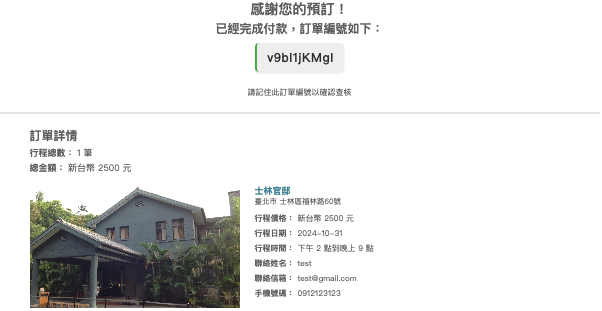 感謝您的預訂！
已經完成付款，訂單編號如下：
v9bI1jKMgI
請記住此訂單編號以確認查核
訂單詳情
行程總數： 1 筆
總金額： 新台幣 2500 元
士林官邸
臺北市 士林區福林路60號
行程價格： 新台幣 2500 元
行程日期： 2024-10-31
行程時間： 下午 2 點到晚上 9 點
聯絡姓名： test
聯絡信箱： test@gmail.com
手機號碼： 0912123123